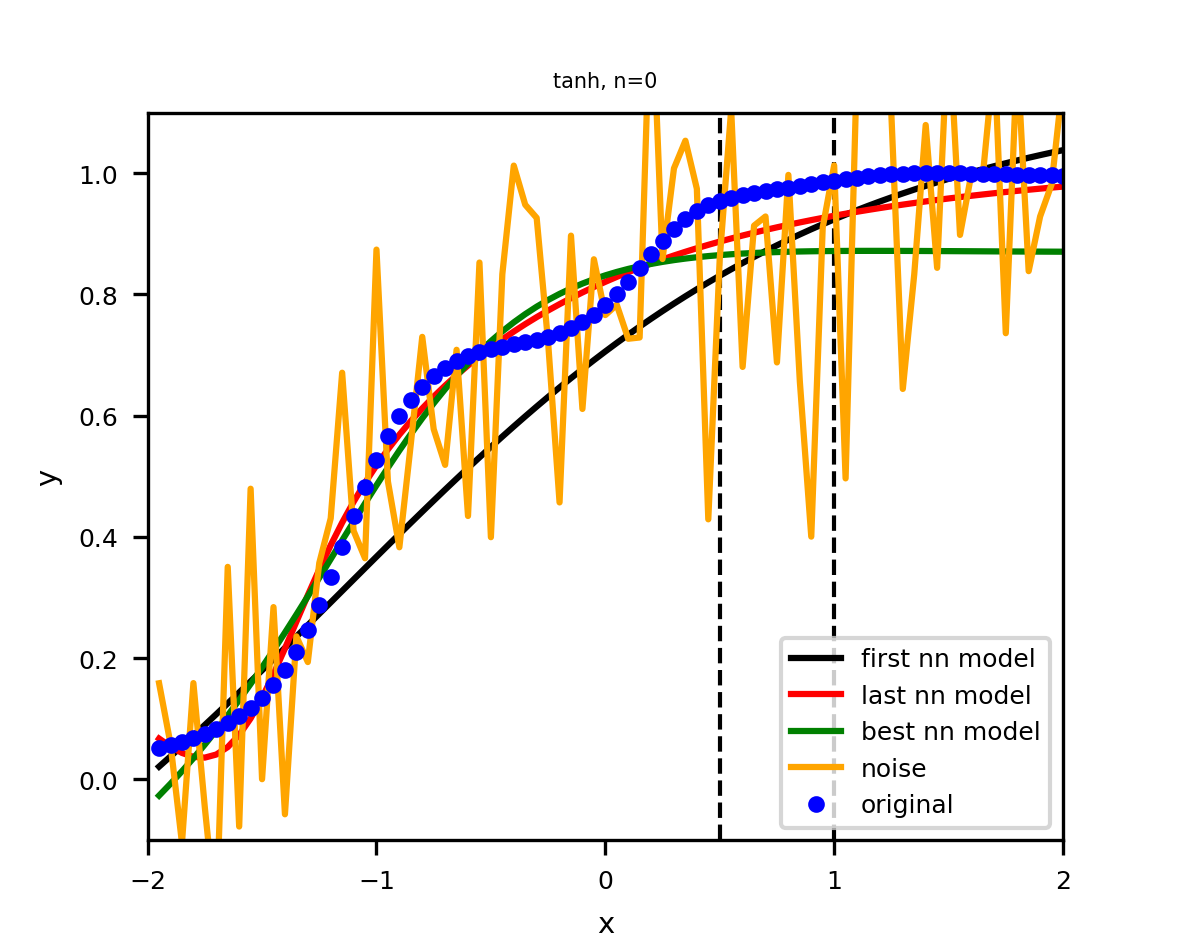 tanh, n=0
y
1.0
0.8
0.6
0.4
0.2
0.0
first nn model
last nn model
best nn model
noise
original
−2
−1
0
1
2
x